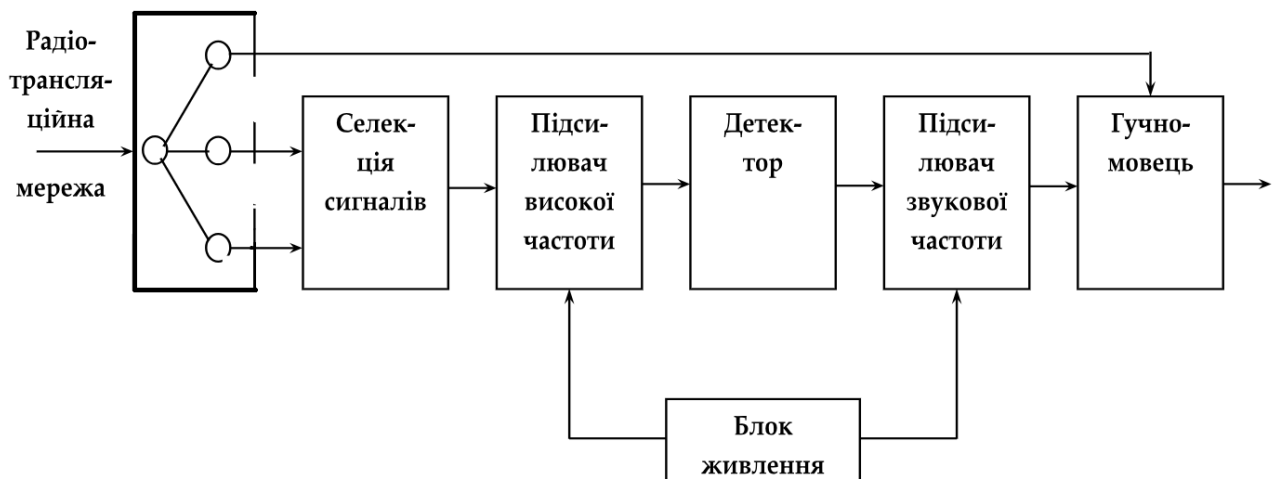 Радіо-
трансля-
ційна
мережа
Селек-
ція
сигналів
Підси-
лювач
високої
частоти
Детек-
тор
Підси-
лювач
звукової
частоти
Гучно-
мовець
Блок
живлення